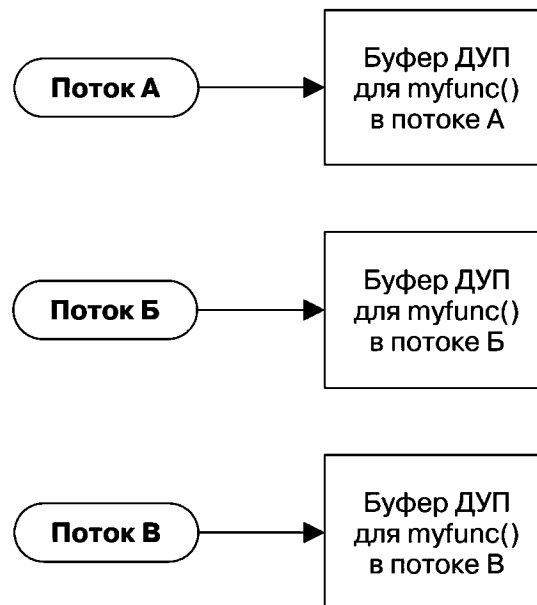 Поток А
Буфер ДУП
для myfunc()
в потоке А
Поток Б
Буфер ДУП
для myfunc()
в потоке Б
Поток В
Буфер ДУП
для myfunc()
в потоке В